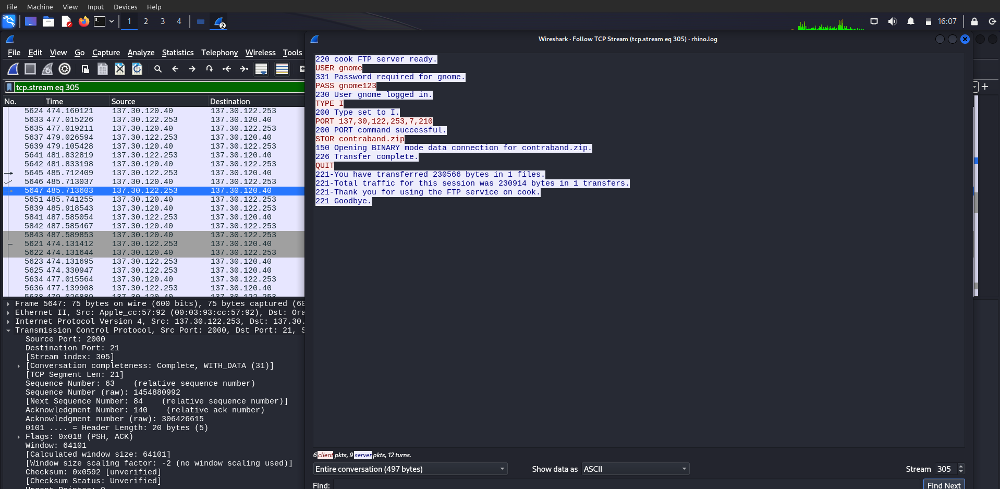 File Machine View Input Devices Help
1 2 3 4 2 16:07
Wireshark · Follow TCP Stream (tcp.stream eq 305) · rhino.log
File Edit View Go Capture Analyze Statistics Telephony Wireless Tools
tcp.stream eq 305
No. Time Source Destination
5624 474.160121 137.30.120.40 137.30.122.253
5633 477.015226 137.30.122.253 137.30.120.40
5635 477.019211 137.30.120.40 137.30.122.253
5637 479.026594 137.30.122.253 137.30.120.40
5639 479.105428 137.30.120.40 137.30.122.253
5641 481.832819 137.30.122.253 137.30.120.40
5642 481.833198 137.30.120.40 137.30.122.253
5645 485.712409 137.30.122.253 137.30.120.40
5646 485.713037 137.30.120.40 137.30.122.253
5647 485.713603 137.30.122.253 137.30.120.40
5651 485.741255 137.30.120.40 137.30.122.253
5839 485.918543 137.30.122.253 137.30.120.40
5841 487.585054 137.30.122.253 137.30.120.40
5842 487.585467 137.30.120.40 137.30.122.253
5843 487.589853 137.30.120.40 137.30.122.253
5621 474.131412 137.30.122.253 137.30.120.40
5622 474.131644 137.30.120.40 137.30.122.253
5623 474.131695 137.30.122.253 137.30.120.40
5625 474.330947 137.30.122.253 137.30.120.40
5634 477.015564 137.30.120.40 137.30.122.253
5636 477.139908 137.30.122.253 137.30.120.40
5638 479.026889 137.30.120.40 137.30.122.253
Frame 5647: 75 bytes on wire (600 bits), 75 bytes captured (60
Ethernet II, Src: Apple_cc:57:92 (00:03:93:cc:57:92), Dst: Ora
Internet Protocol Version 4, Src: 137.30.122.253, Dst: 137.30.
Transmission Control Protocol, Src Port: 2000, Dst Port: 21, S
Source Port: 2000
Destination Port: 21
[Stream index: 305]
[Conversation completeness: Complete, WITH_DATA (31)]
[TCP Segment Len: 21]
Sequence Number: 63 (relative sequence number)
Sequence Number (raw): 1454880992
[Next Sequence Number: 84 (relative sequence number)]
Acknowledgment Number: 140 (relative ack number)
Acknowledgment number (raw): 306426615
0101 .... = Header Length: 20 bytes (5)
Flags: 0x018 (PSH, ACK)
Window: 64101
[Calculated window size: 64101]
[Window size scaling factor: -2 (no window scaling used)]
Checksum: 0x0592 [unverified]
[Checksum Status: Unverified]
Urgent Pointer: 0
220 cook FTP server ready.
USER gnome
331 Password required for gnome.
PASS gnome123
230 User gnome logged in.
TYPE I
200 Type set to I.
PORT 137,30,122,253,7,210
200 PORT command successful.
STOR contraband.zip
150 Opening BINARY mode data connection for contraband.zip.
226 Transfer complete.
QUIT
221-You have transferred 230566 bytes in 1 files.
221-Total traffic for this session was 230914 bytes in 1 transfers.
221-Thank you for using the FTP service on cook.
221 Goodbye.
6 client pkts, 9 server pkts, 12 turns.
Entire conversation (497 bytes) Show data as ASCII Stream 305
Find: Find Next